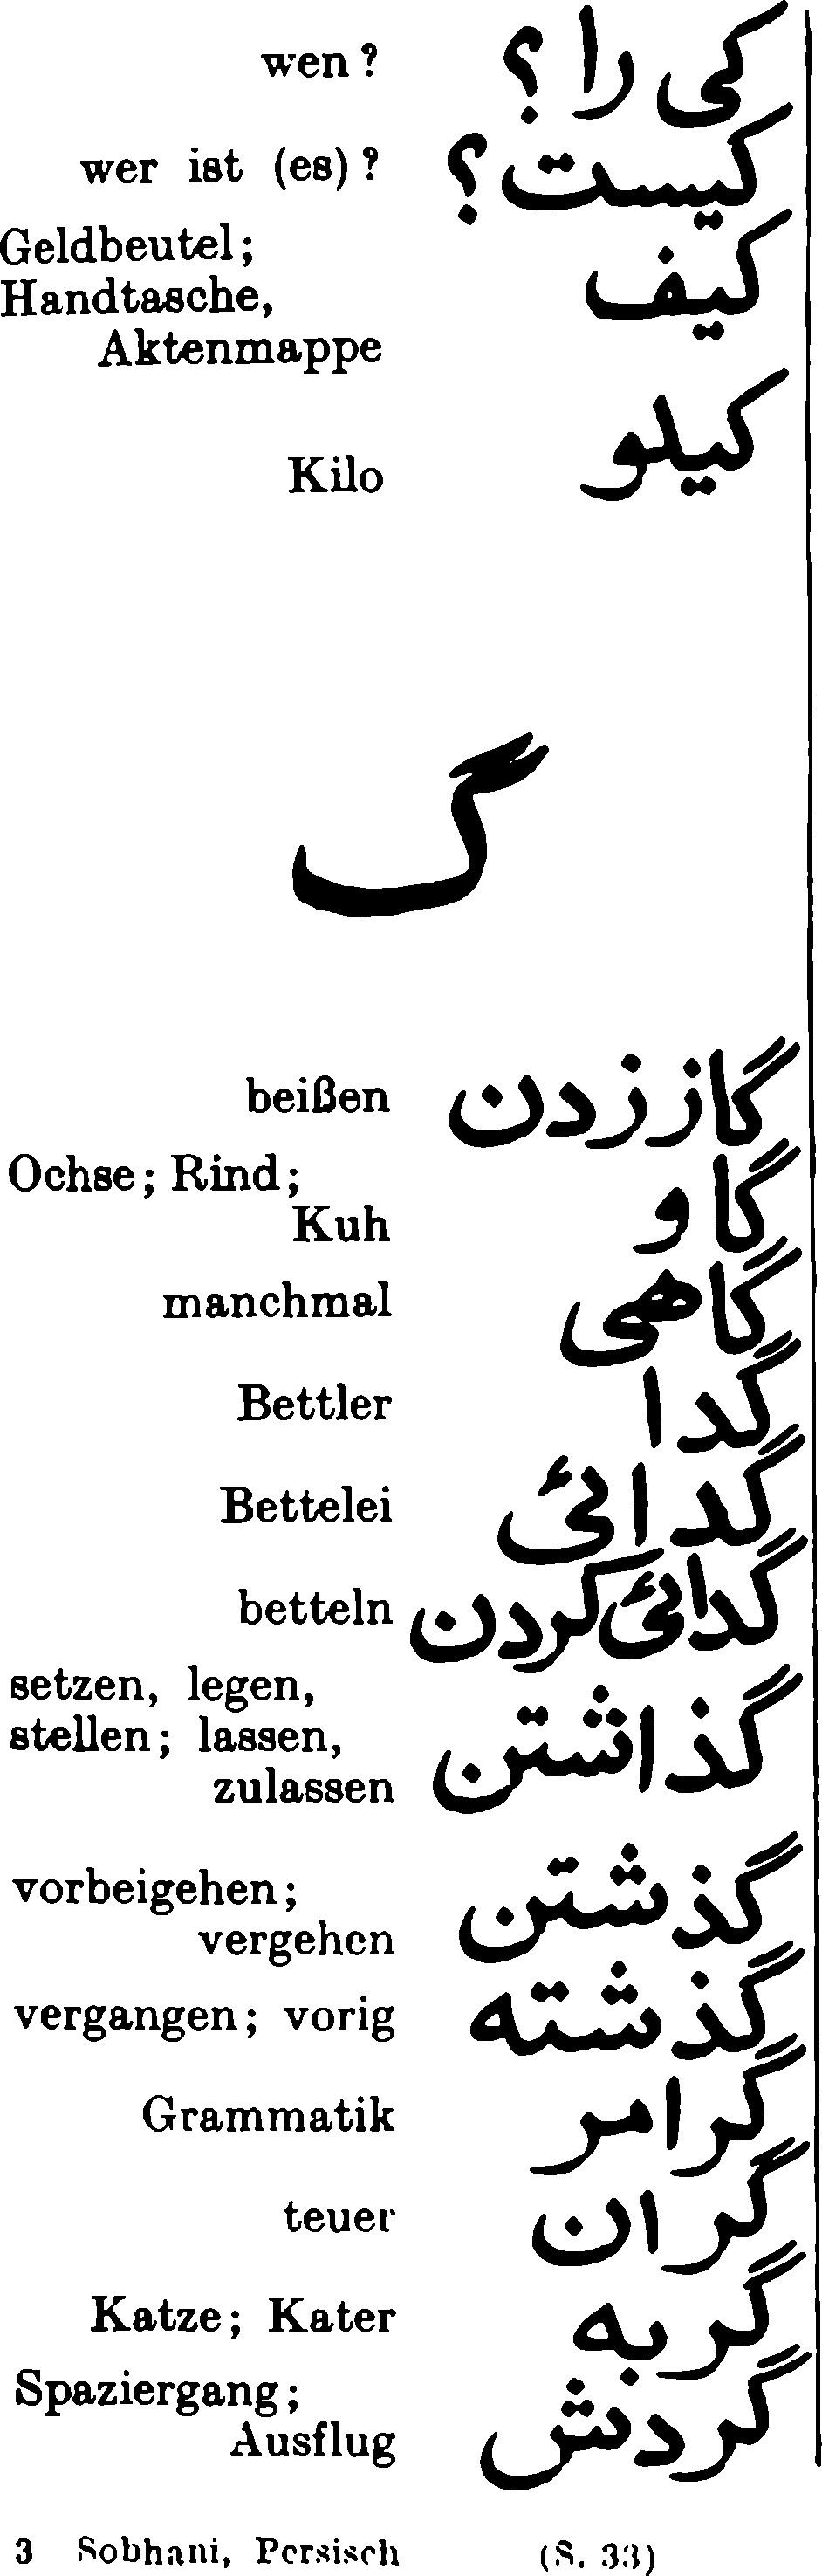 wen ? کی را ؟
wer ist (es) ? کیست ؟
Geldbeutel ; کیف
Handtasche,
Aktenmappe
Kilo کیلو
گ
beißen گاز زدن
Ochse ; Rind ; گاو
Kuh
manchmal گاهی
Bettler گدا
Bettelei گدائی
betteln گدائی کردن
setzen, legen, گذاشتن
stellen ; lassen,
zulassen
vorbeigehen ; گذشتن
vergehen
vergangen ; vorig گذشته
Grammatik گرامر
teuer گران
Katze ; Kater گربه
Spaziergang ; گردش
Ausflug
3 Sobhani, Persisch (S. 33)